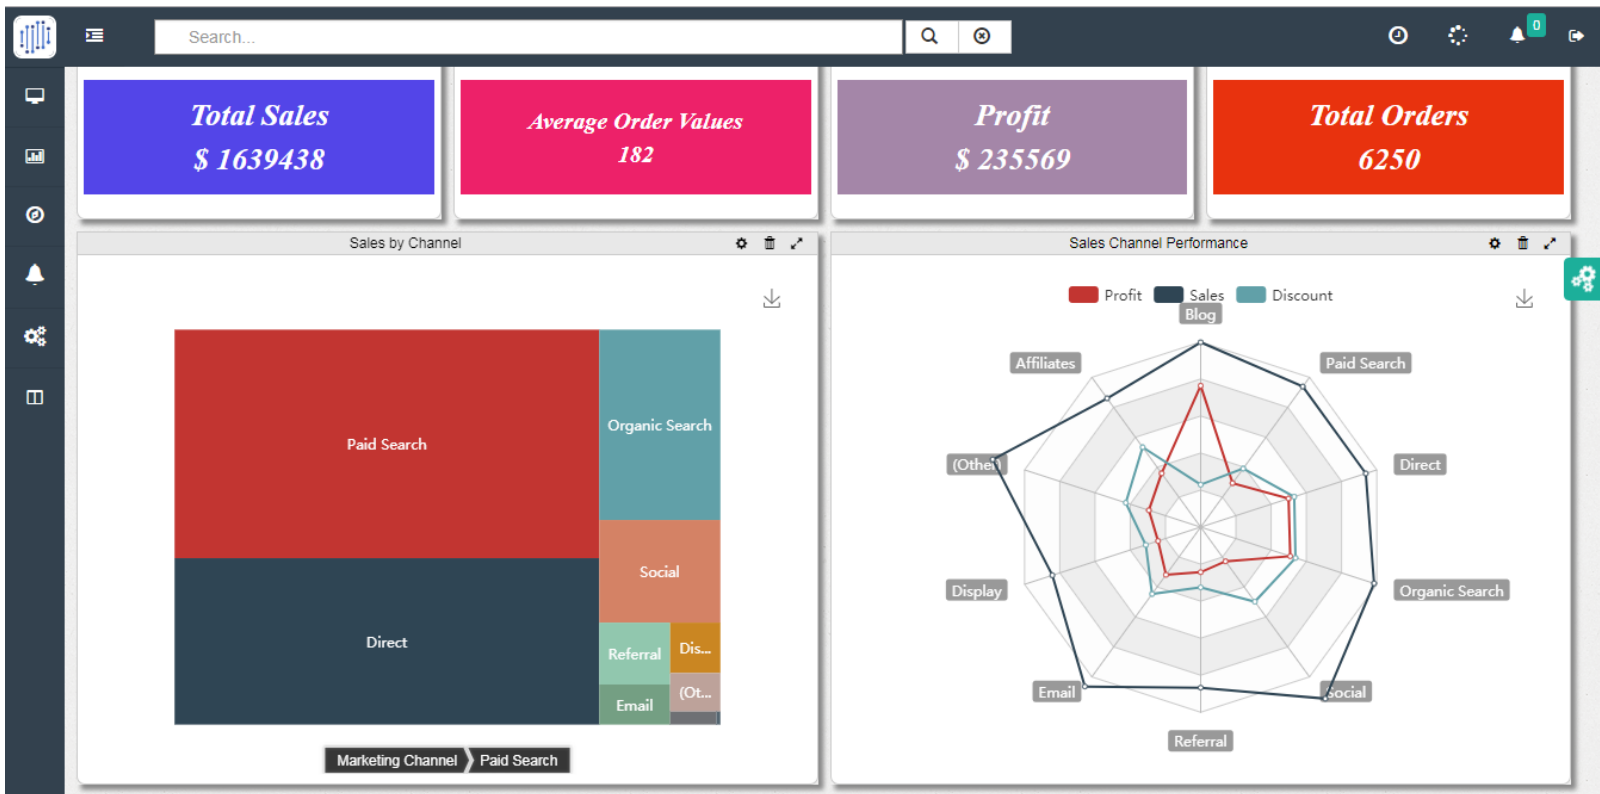 Search...
0
Total Sales
$ 1639438
Average Order Values
182
Profit
$ 235569
Total Orders
6250
Sales by Channel
Paid Search
Organic Search
Social
Direct
Referral
Dis...
(Ot...
Email
Marketing Channel
Paid Search
Sales Channel Performance
Profit
Sales
Discount
Blog
Affiliates
Paid Search
(Other)
Direct
Display
Organic Search
Email
Social
Referral